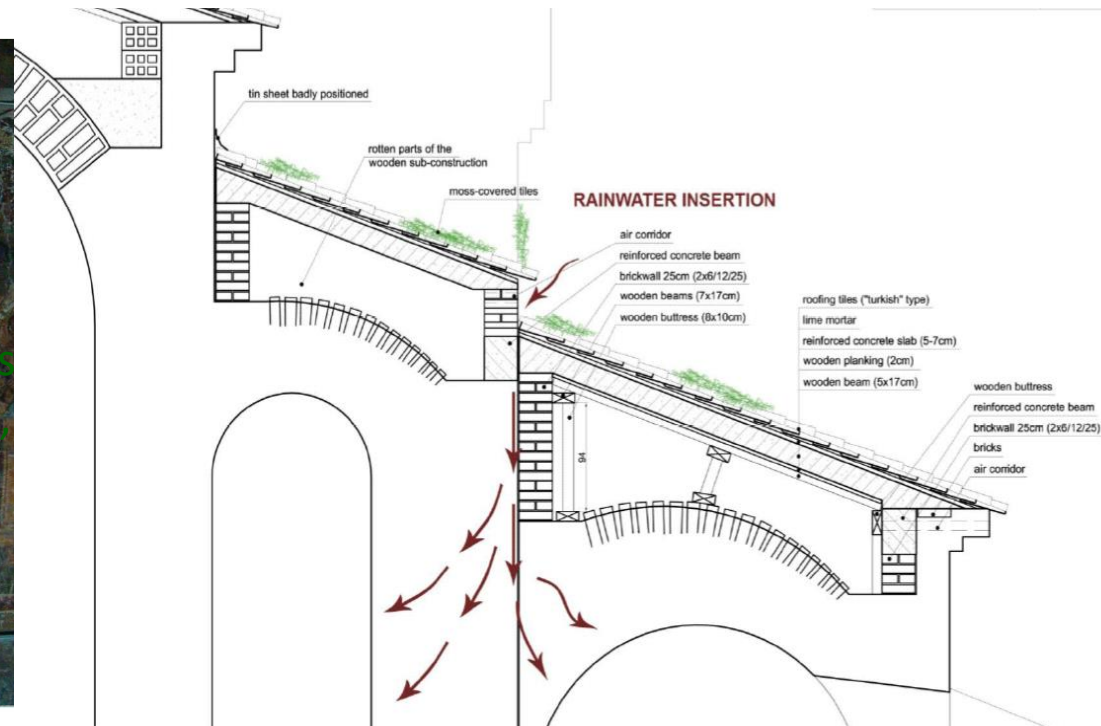 tin sheet badly positioned
rotten parts of the
wooden sub-construction
moss-covered tiles
RAINWATER INSERTION
air corridor
reinforced concrete beam
brickwall 25cm (2x6/12/25)
wooden beams (7x17cm)
wooden buttress (8x10cm)
roofing tiles ("turkish" type)
lime mortar
reinforced concrete slab (5-7cm)
wooden planking (2cm)
wooden beam (5x17cm)
wooden buttress
reinforced concrete beam
brickwall 25cm (2x6/12/25)
bricks
air corridor
94
S